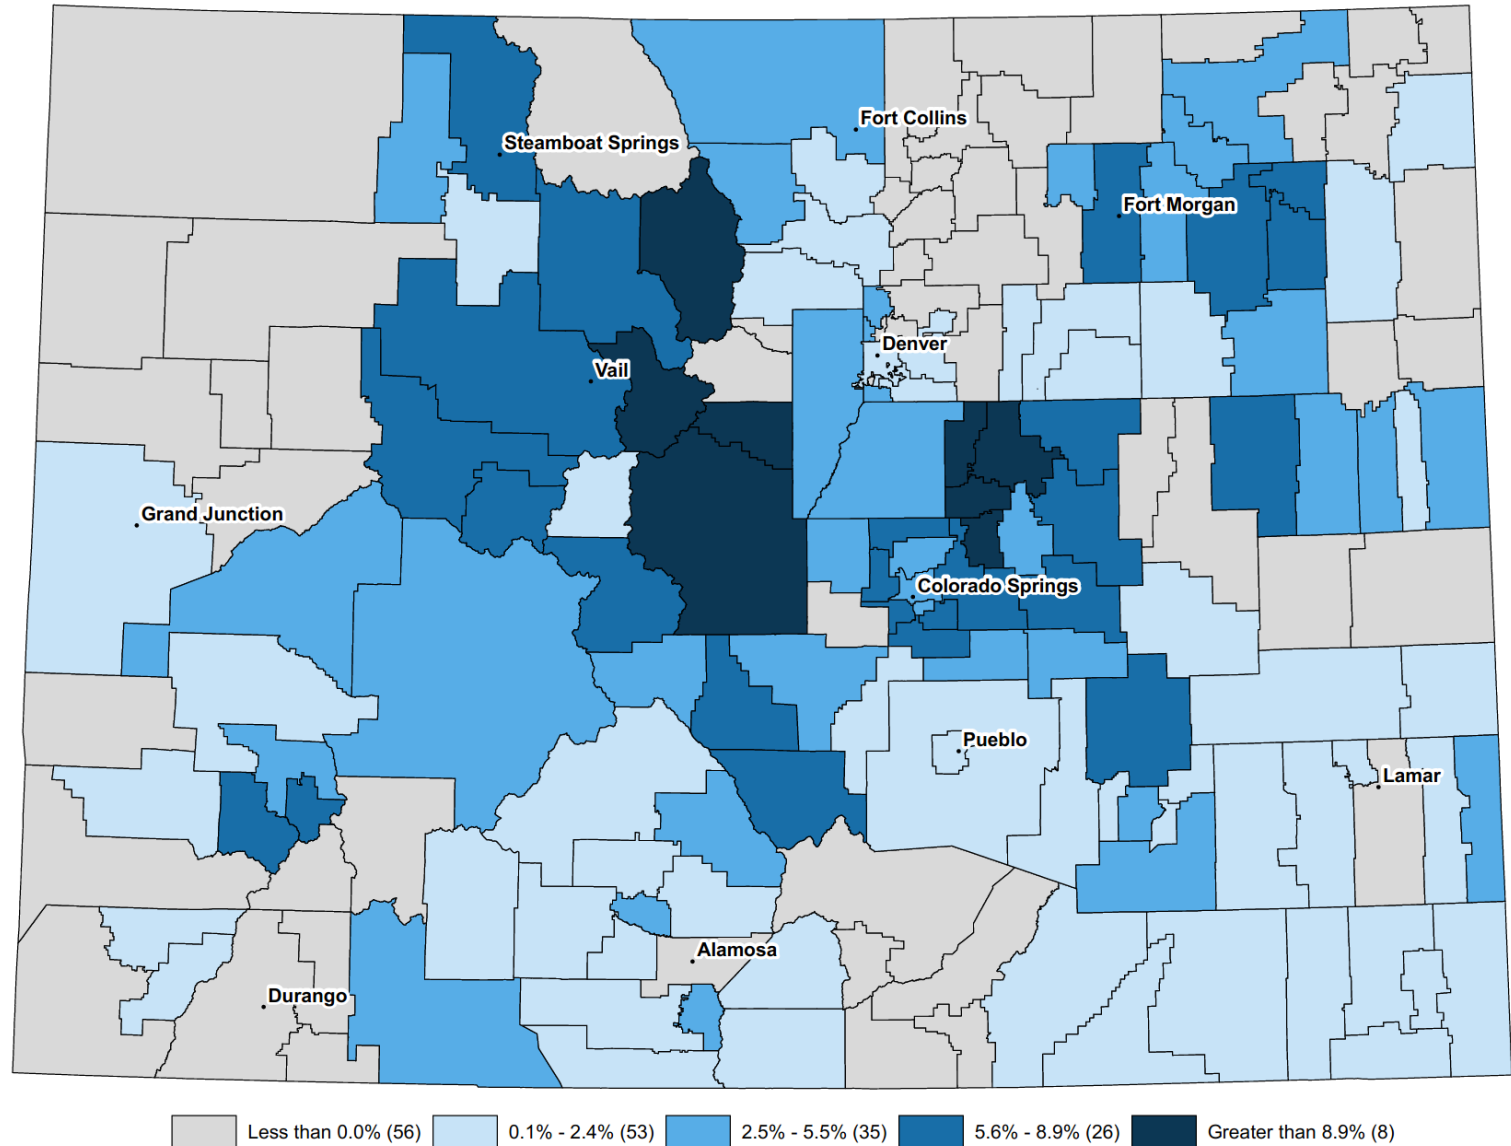 Fort Collins
Steamboat Springs
Fort Morgan
Denver
Vail
Grand Junction
Colorado Springs
Pueblo
Lamar
Alamosa
Durango
Less than 0.0% (56)
0.1% - 2.4% (53)
2.5% - 5.5% (35)
5.6% - 8.9% (26)
Greater than 8.9% (8)